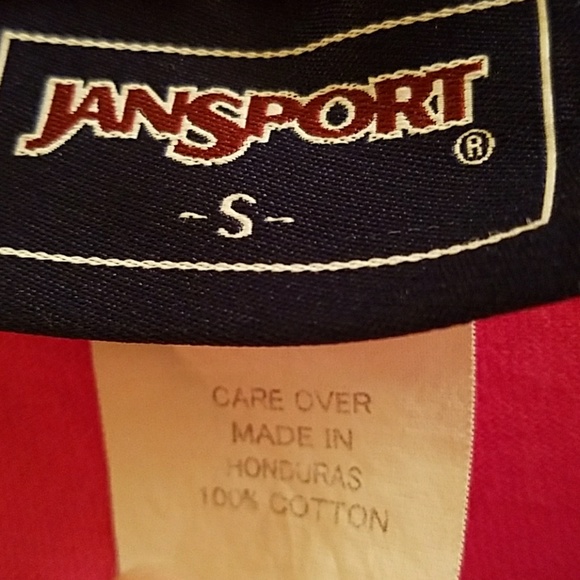 JANSPORT®
-S-
CARE OVER
MADE IN
HONDURAS
100% COTTON